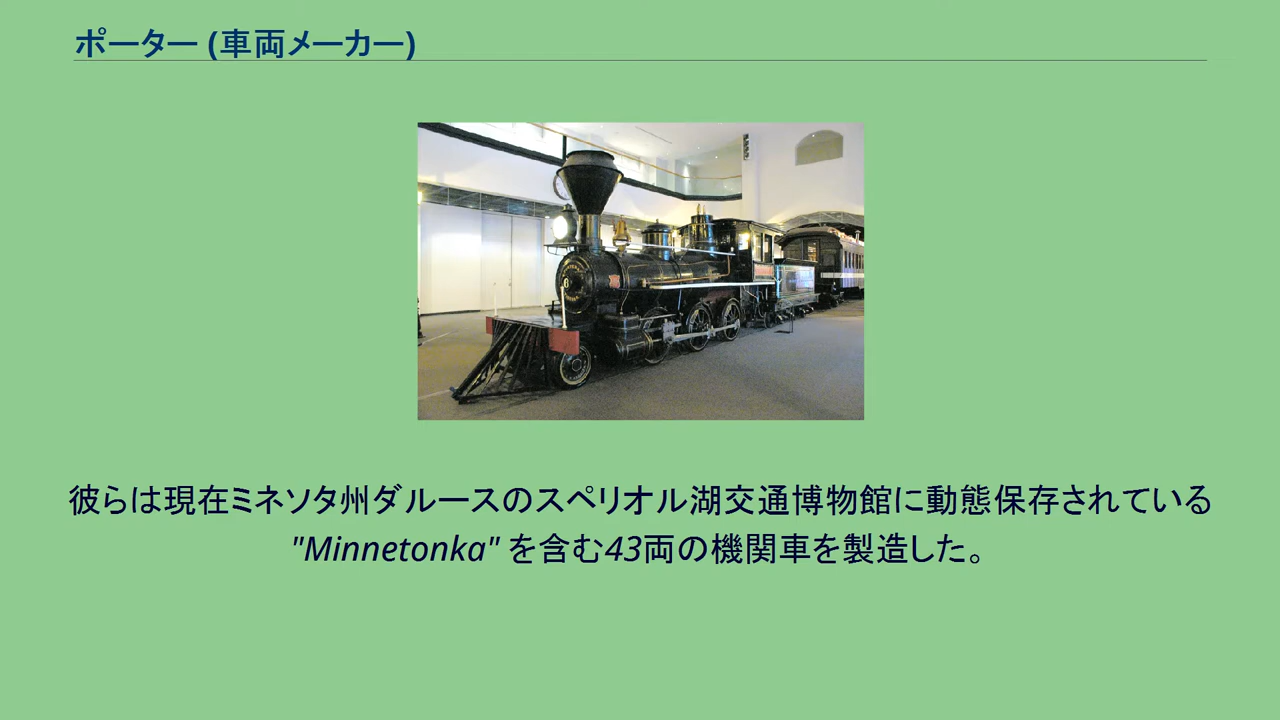 ポーター (車両メーカー)
彼らは現在ミネソタ州ダルースのスペリオル湖交通博物館に動態保存されている
"Minnetonka" を含む43両の機関車を製造した。